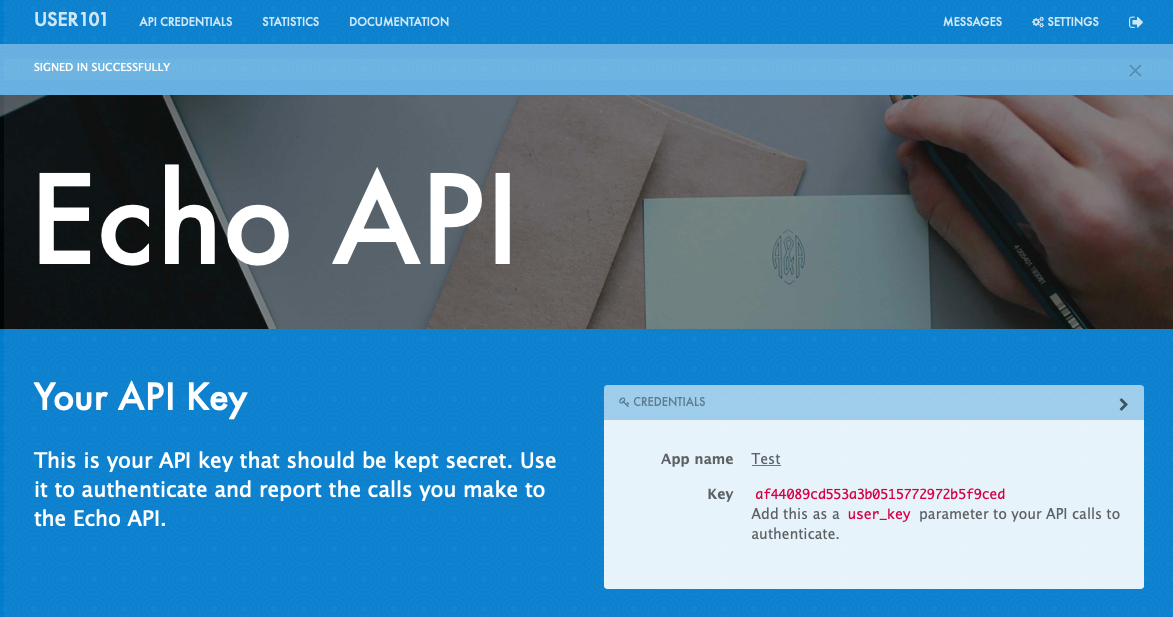 USER101 API CREDENTIALS STATISTICS DOCUMENTATION MESSAGES SETTINGS
SIGNED IN SUCCESSFULLY
Echo API
Your API Key
This is your API key that should be kept secret. Use
it to authenticate and report the calls you make to
the Echo API.
CREDENTIALS
App name Test
Key af44089cd553a3b0515772972b5f9ced
Add this as a user_key parameter to your API calls to
authenticate.